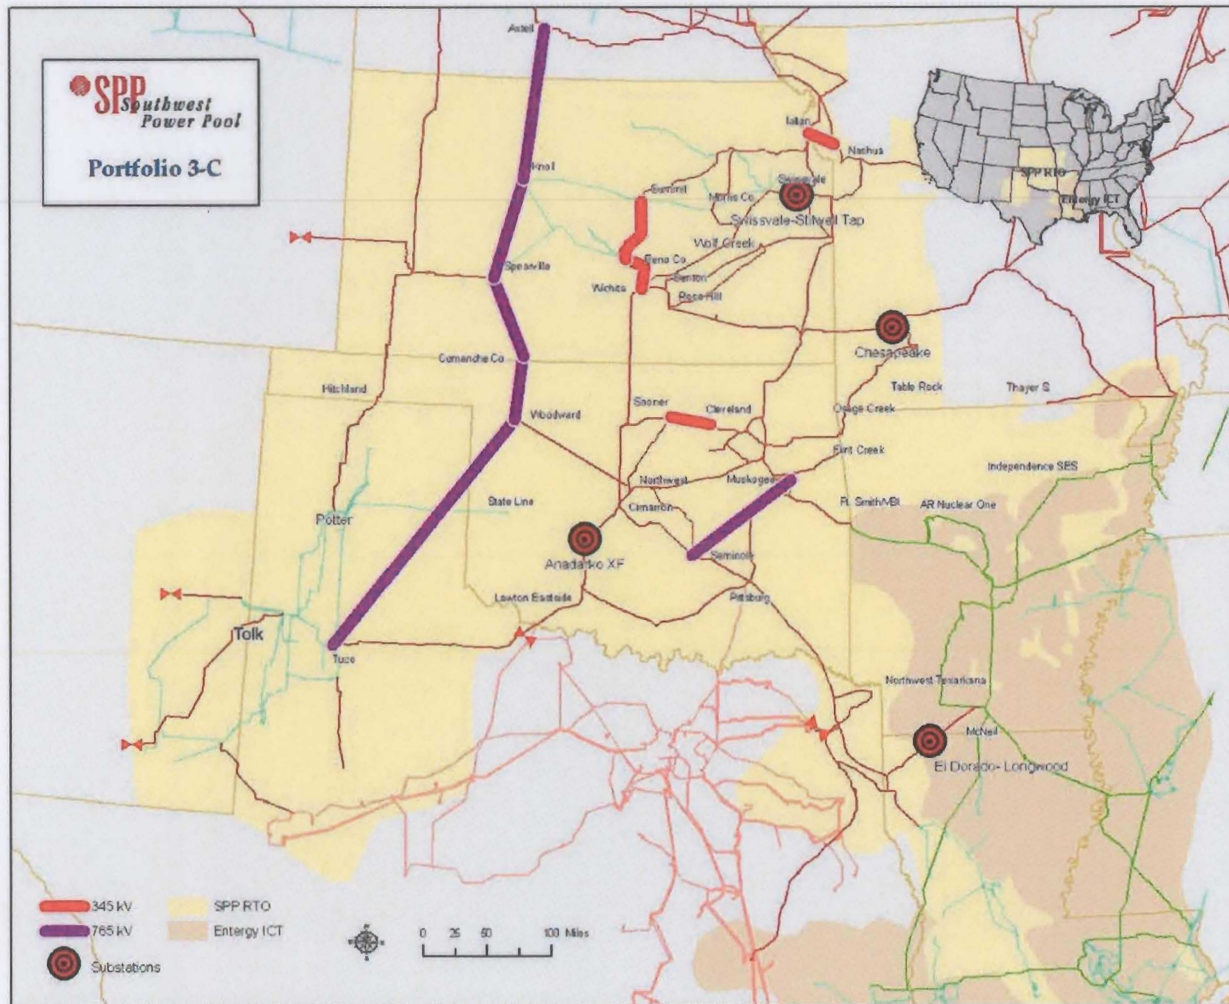 SPP
Southwest
Power Pool
Portfolio 3-C
Axtell
Knoll
Spearville
Comanche Co
Woodward
Hitchland
Potter
State Line
Tolk
Tuco
Lawton Eastside
Anadarko XF
Iatan
Nashua
Summit
Morris Co
Swissvale
Swissvale-Stilwell Tap
Wolf Creek
Reno Co
Benton
Wichita
Rose Hill
Chesapeake
Table Rock
Thayer S
Sooner
Cleveland
Osage Creek
Flint Creek
Northwest
Muskogee
Cimarron
Ft. Smith/VBI
Independence SES
AR Nuclear One
Seminole
Pittsburg
Northwest Texarkana
McNeil
El Dorado- Longwood
SPP RTO
Entergy ICT
345 kV
765 kV
Substations
SPP RTO
Entergy ICT
0 25 50 100 Miles